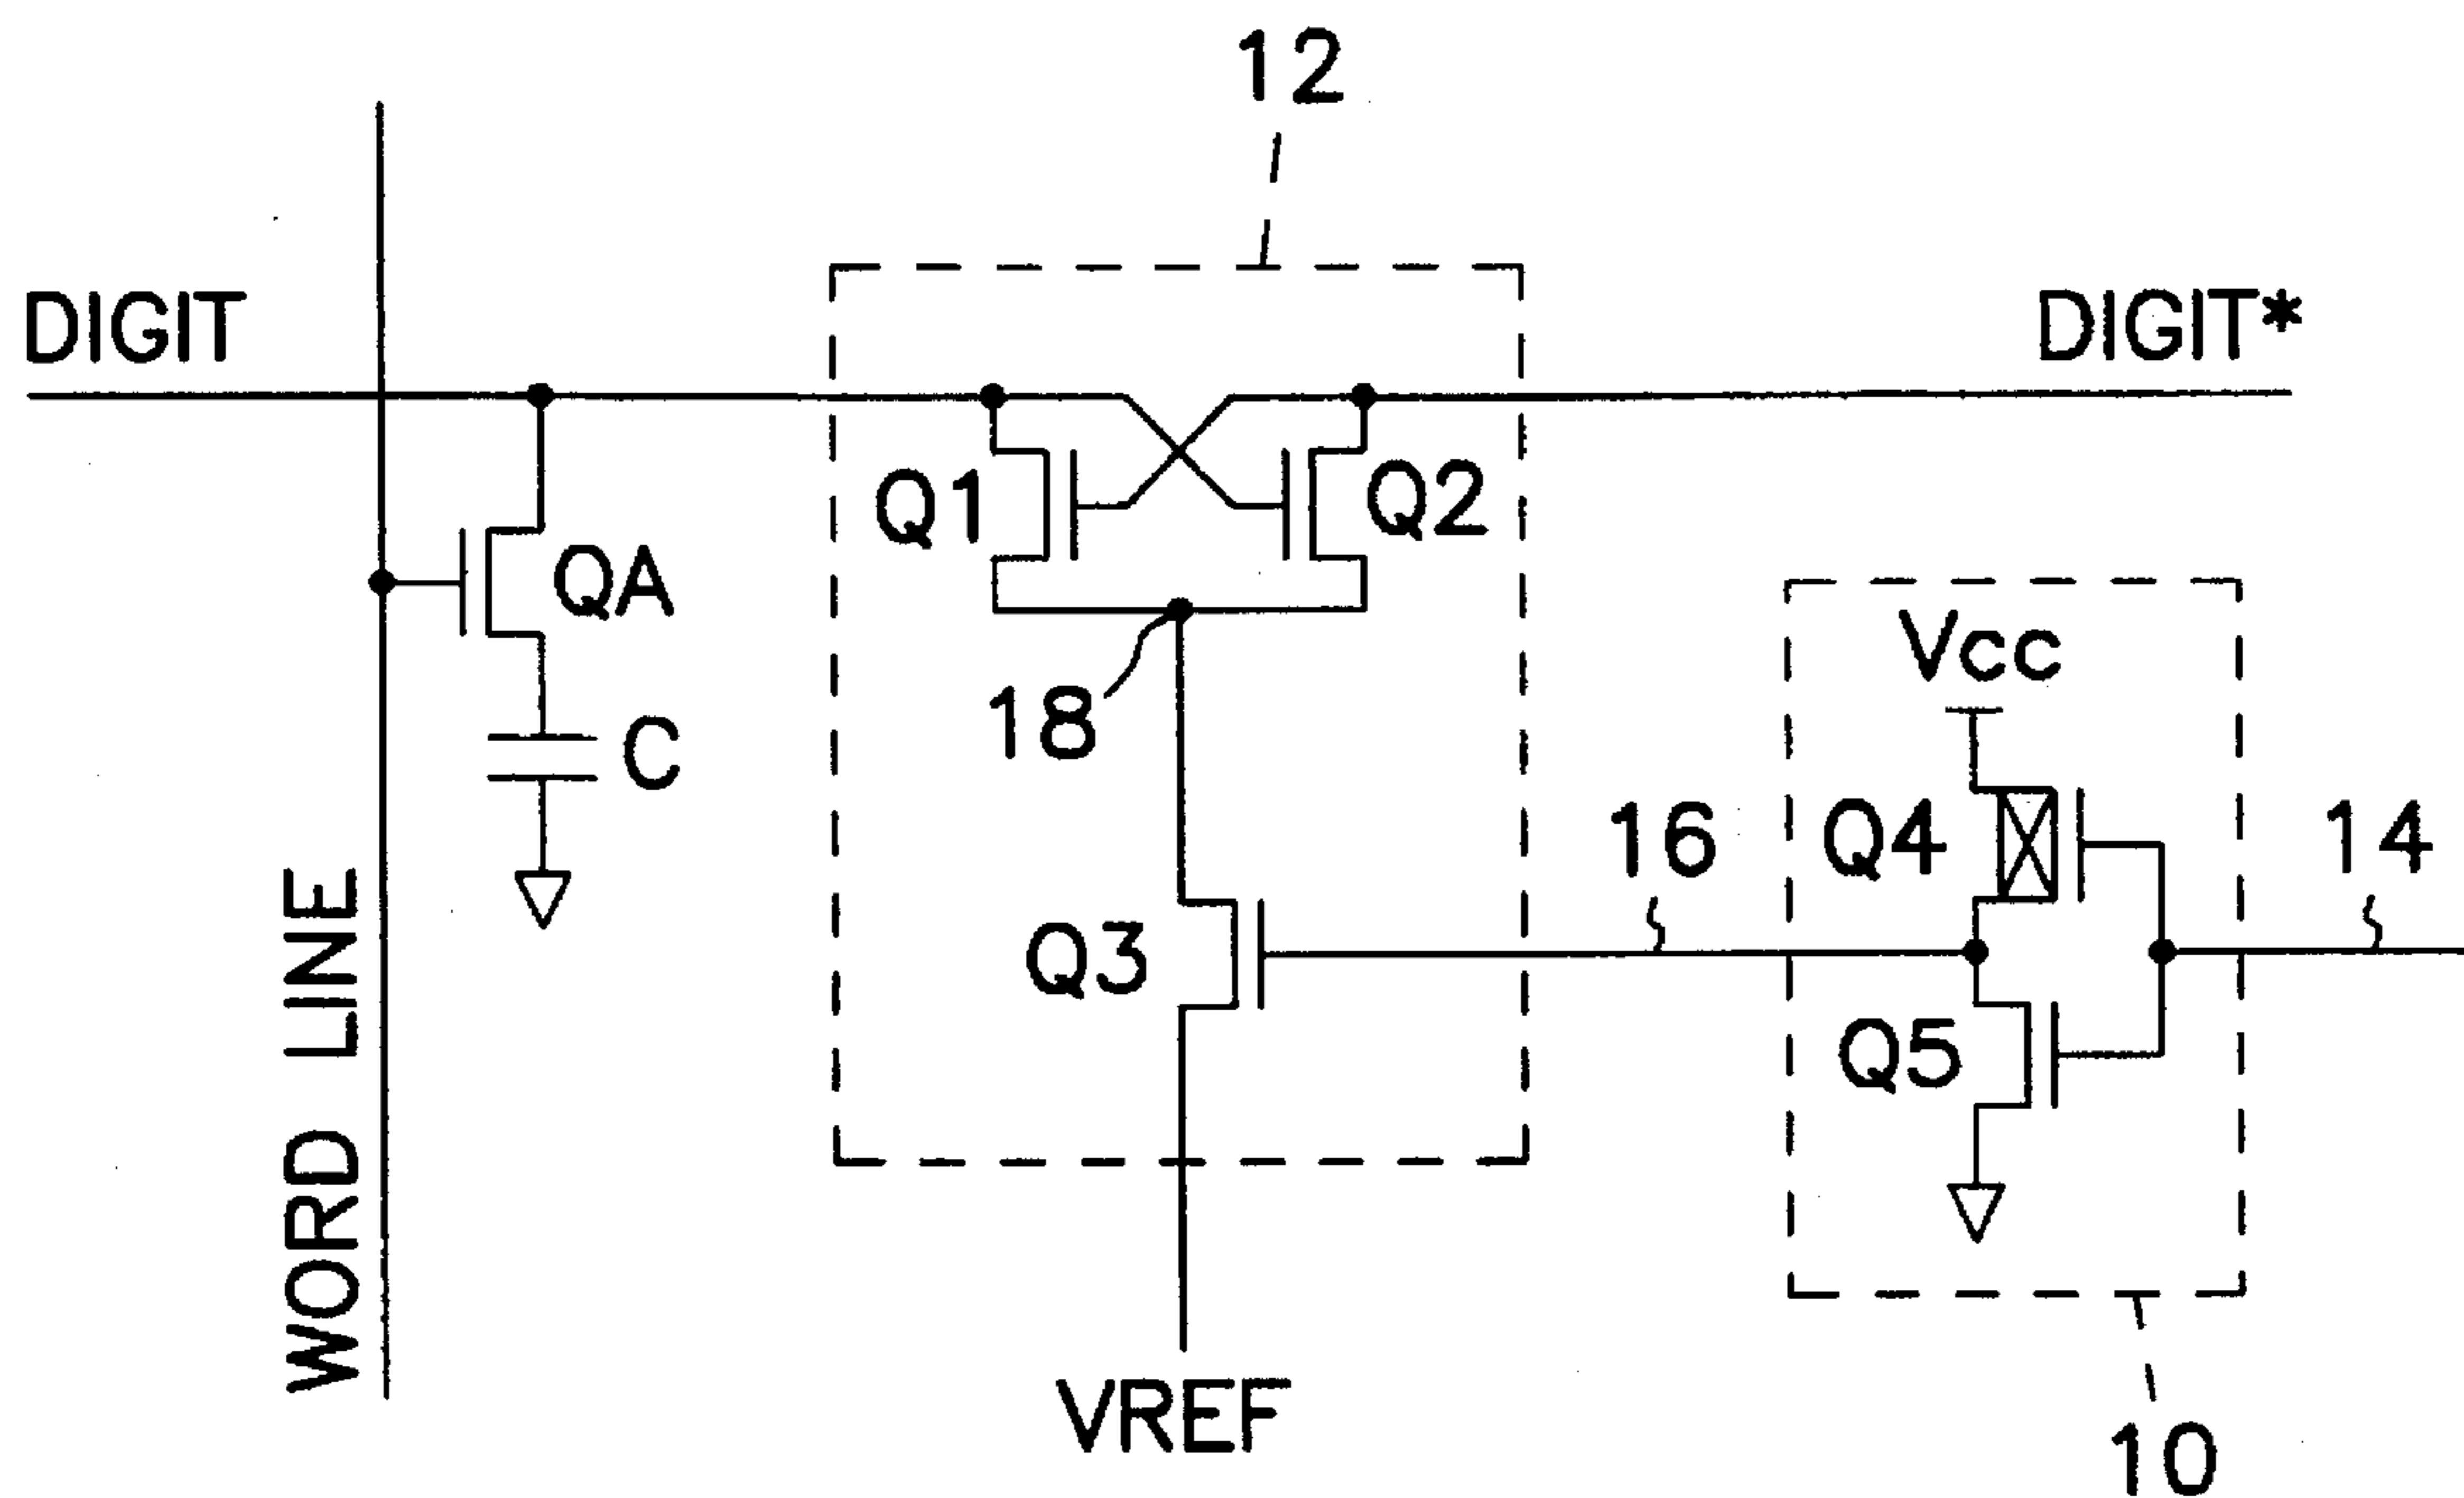 12
DIGIT
DIGIT*
Q1
Q2
QA
Vcc
18
C
16
Q4
14
Q3
Q5
WORD LINE
VREF
10